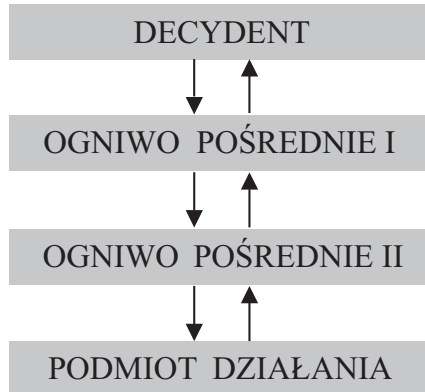 DECYDENT
OGNIWO POŚREDNIE I
OGNIWO POŚREDNIE II
PODMIOT DZIAŁANIA